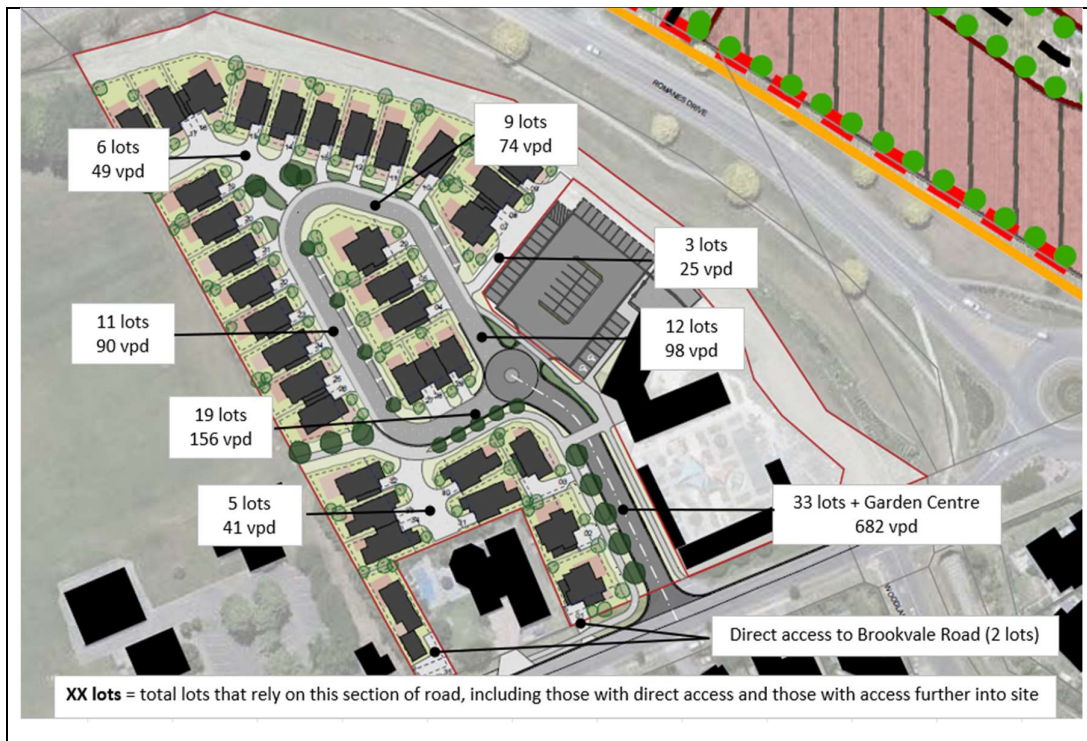 ROMANES DRIVE
9 lots
74 vpd
6 lots
49 vpd
3 lots
25 vpd
12 lots
98 vpd
11 lots
90 vpd
19 lots
156 vpd
5 lots
41 vpd
33 lots + Garden Centre
682 vpd
Direct access to Brookvale Road (2 lots)
XX lots = total lots that rely on this section of road, including those with direct access and those with access further into site